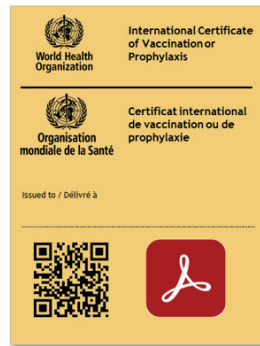 World Health
Organization
International Certificate
of Vaccination or
Prophylaxis
Organisation
mondiale de la Santé
Certificat international
de vaccination ou de
prophylaxie
Issued to / Délivré à